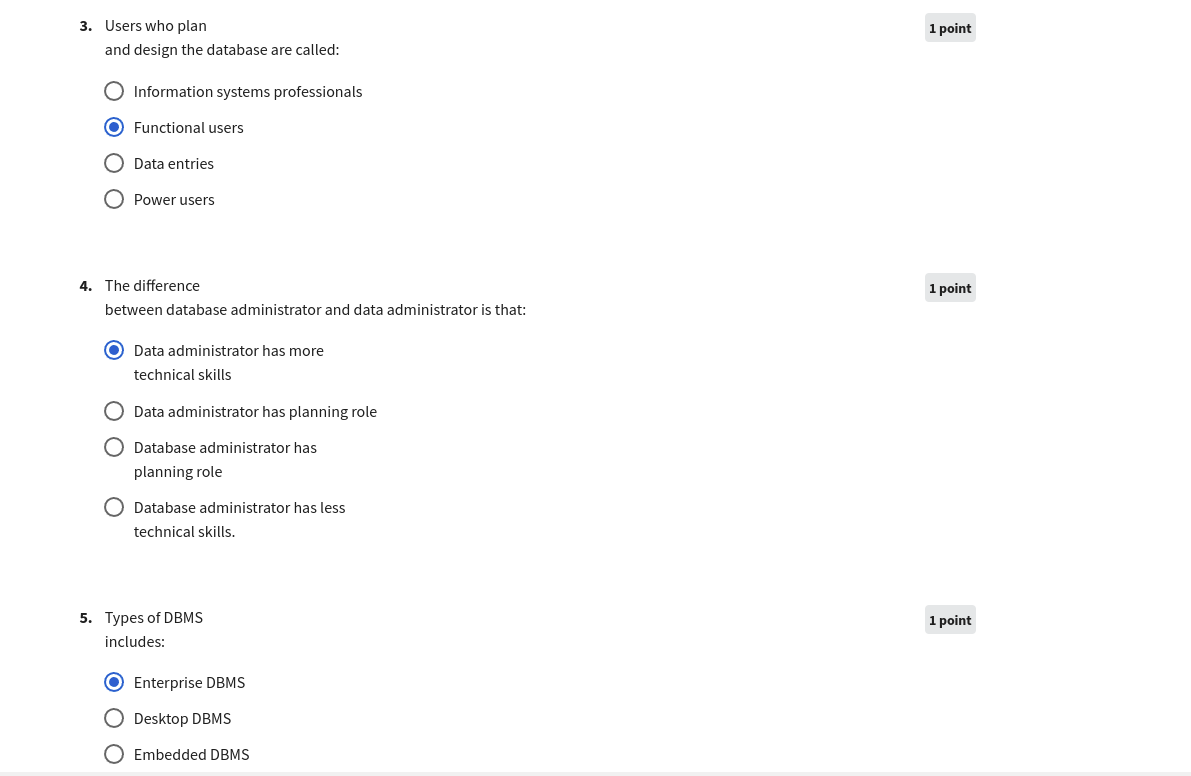 3. Users who plan 1 point
and design the database are called:
Information systems professionals
Functional users
Data entries
Power users
4. The difference 1 point
between database administrator and data administrator is that:
Data administrator has more
technical skills
Data administrator has planning role
Database administrator has
planning role
Database administrator has less
technical skills.
5. Types of DBMS 1 point
includes:
Enterprise DBMS
Desktop DBMS
Embedded DBMS